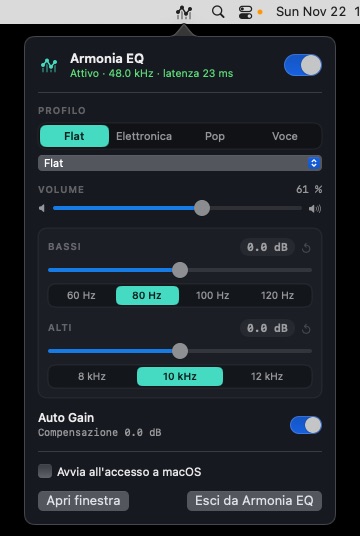 Sun Nov 22 1
Armonia EQ
Attivo · 48.0 kHz · latenza 23 ms
PROFILO
Flat Elettronica Pop Voce
Flat
VOLUME 61 %
BASSI 0.0 dB
60 Hz 80 Hz 100 Hz 120 Hz
ALTI 0.0 dB
8 kHz 10 kHz 12 kHz
Auto Gain
Compensazione 0.0 dB
Avvia all'accesso a macOS
Apri finestra Esci da Armonia EQ